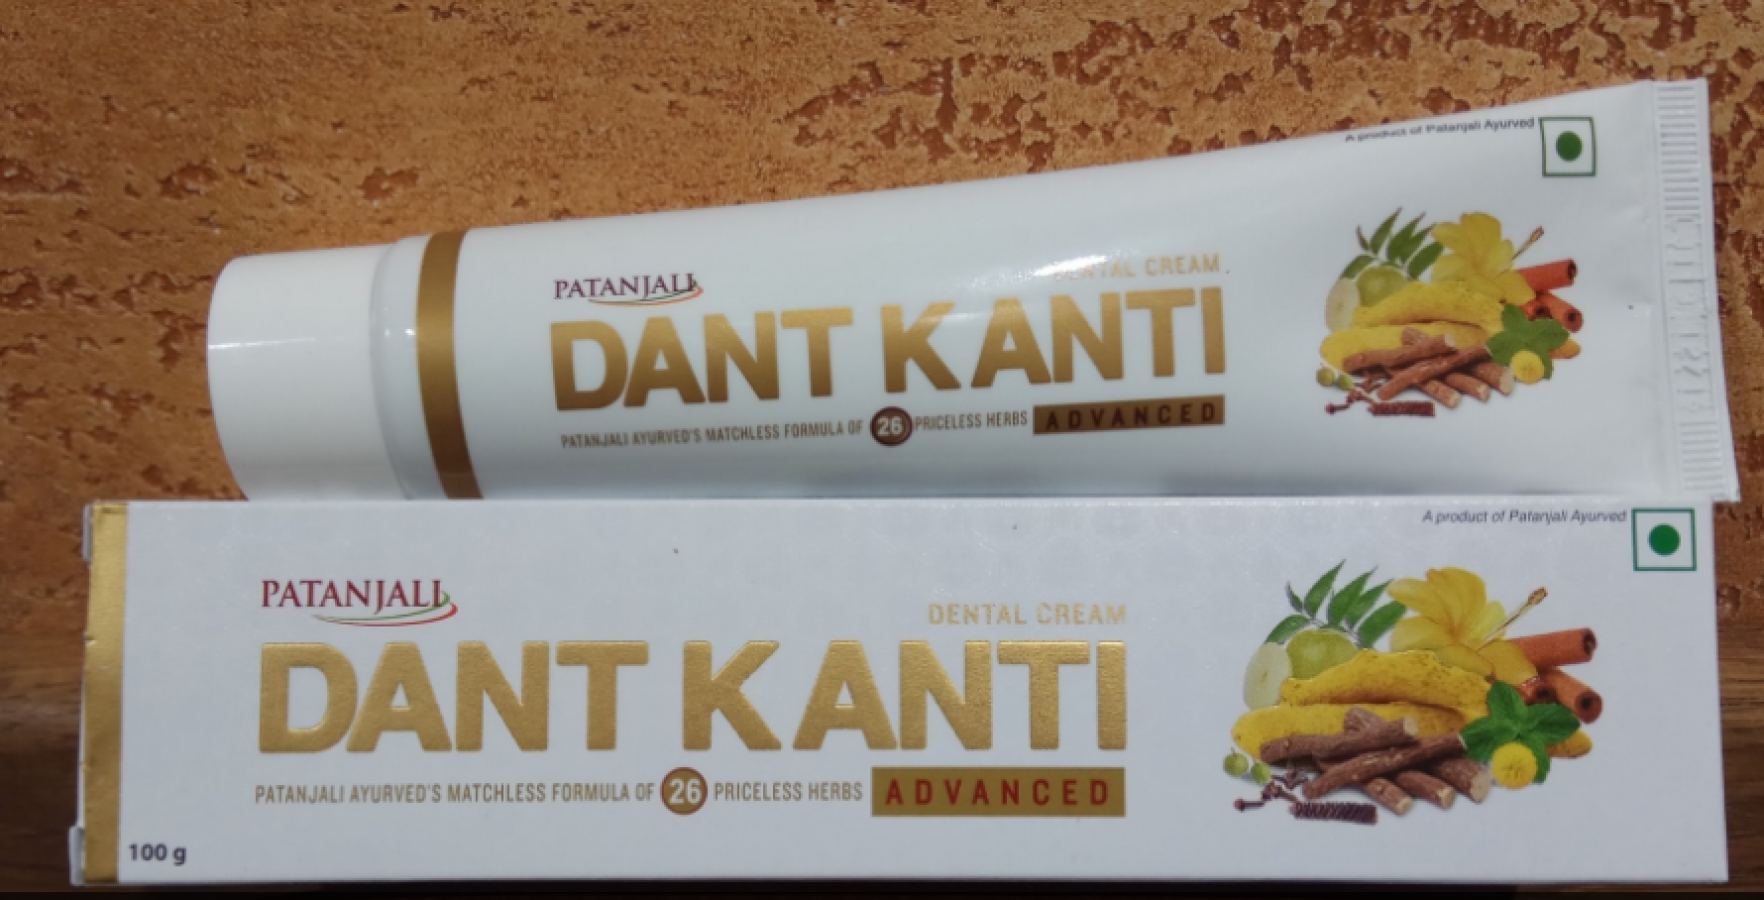 A product of Patanjali Ayurved
PATANJALI
DENTAL CREAM
DANT KANTI
PATANJALI AYURVED'S MATCHLESS FORMULA OF 26 PRICELESS HERBS ADVANCED
A product of Patanjali Ayurved
PATANJALI
DENTAL CREAM
DANT KANTI
PATANJALI AYURVED'S MATCHLESS FORMULA OF 26 PRICELESS HERBS ADVANCED
100 g